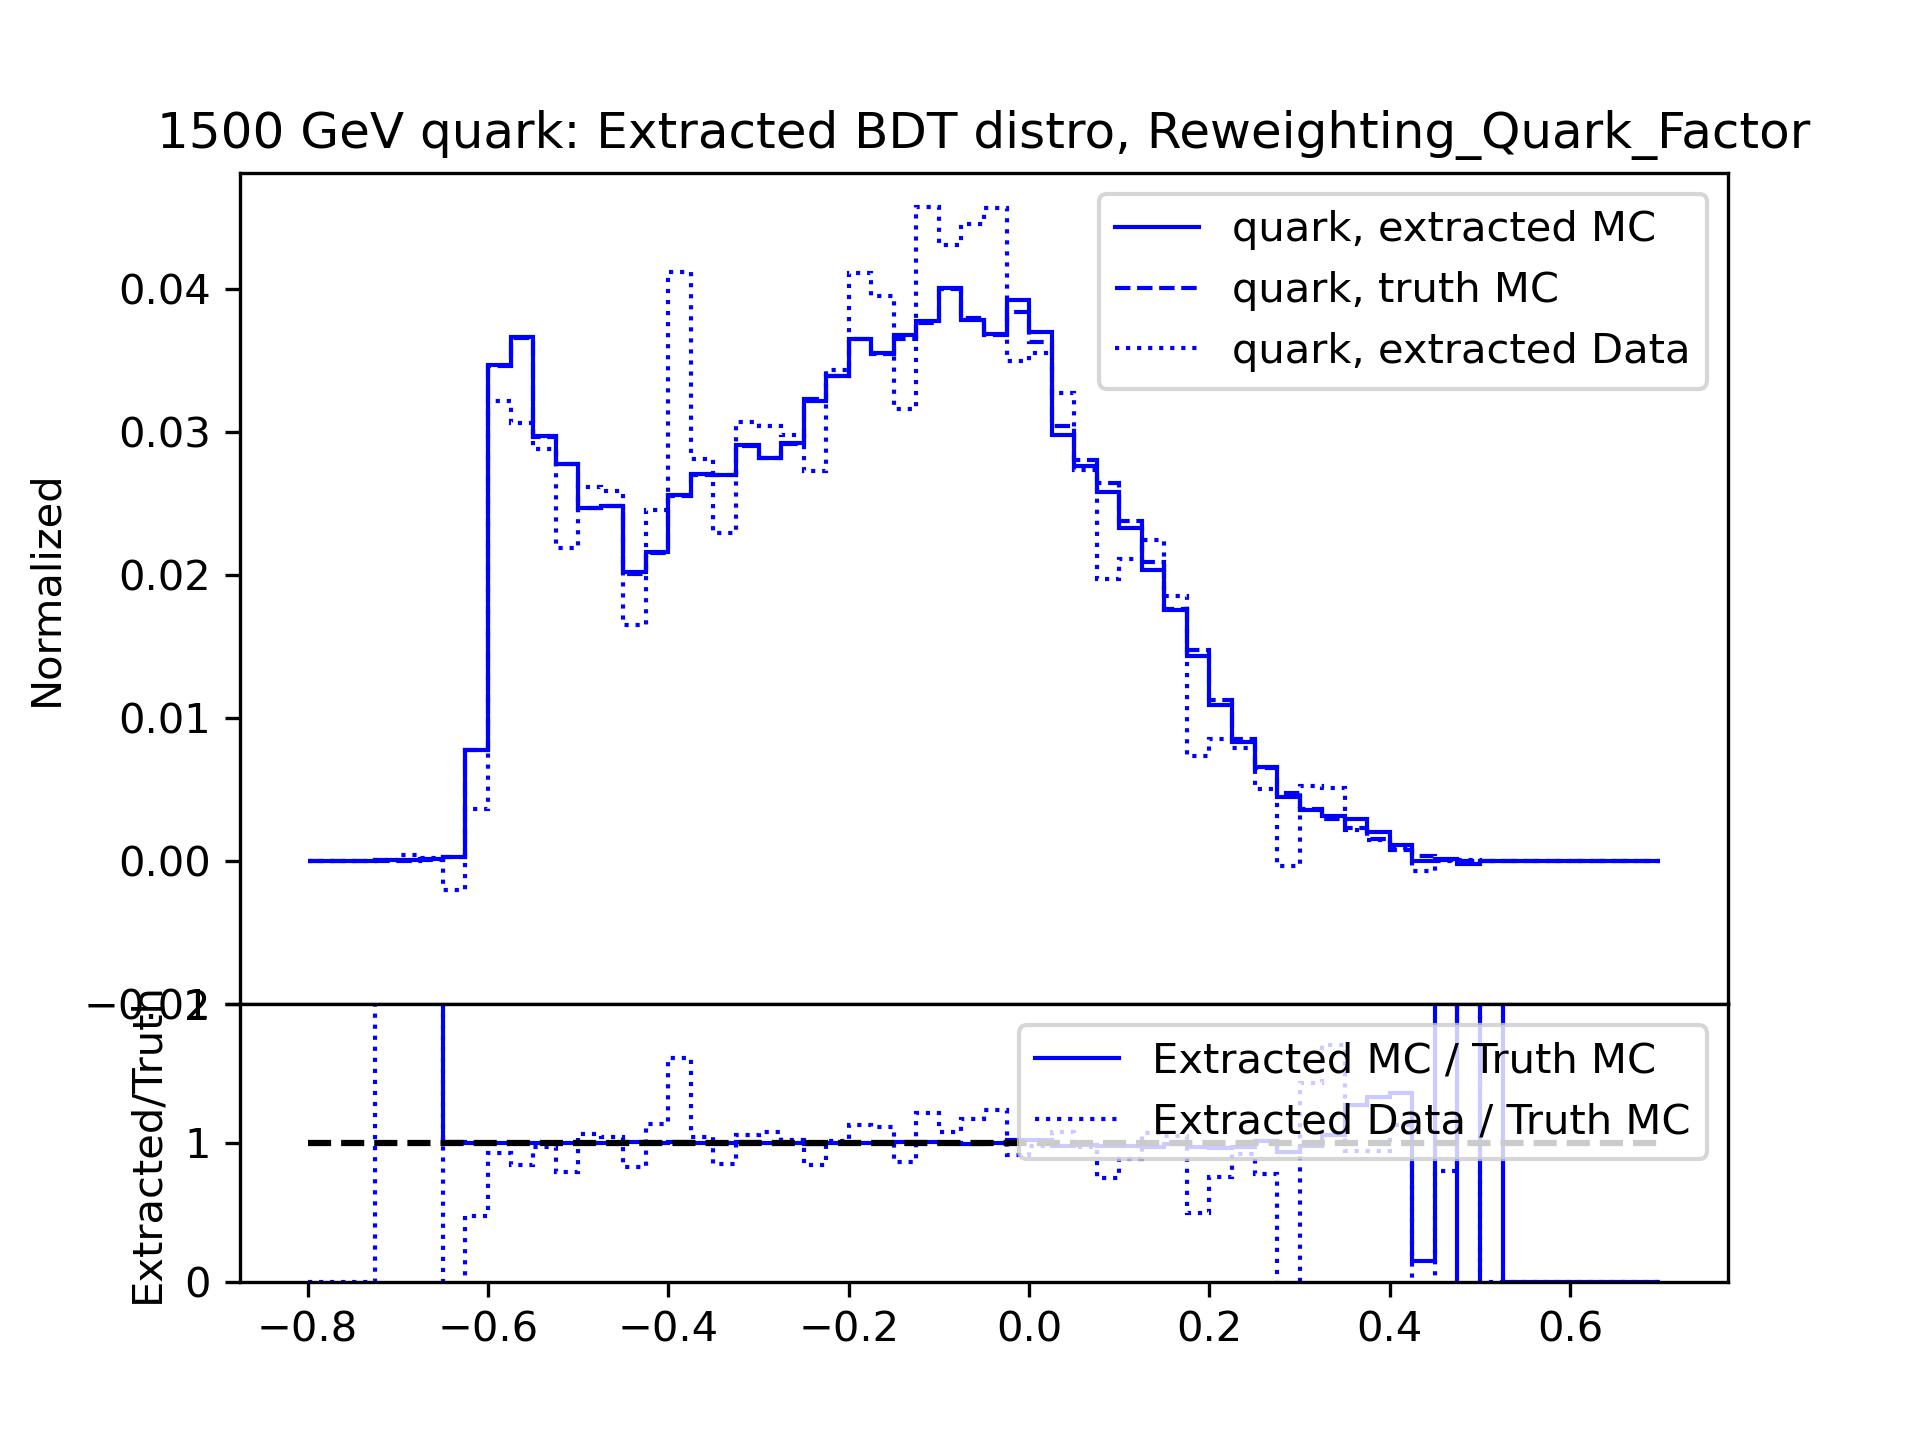 1500 GeV quark: Extracted BDT distro, Reweighting_Quark_Factor
quark, extracted MC
quark, truth MC
quark, extracted Data
Normalized
0.04
0.03
0.02
0.01
0.00
−0.01
Extracted/Truth
2
1
0
Extracted MC / Truth MC
Extracted Data / Truth MC
−0.8 −0.6 −0.4 −0.2 0.0 0.2 0.4 0.6